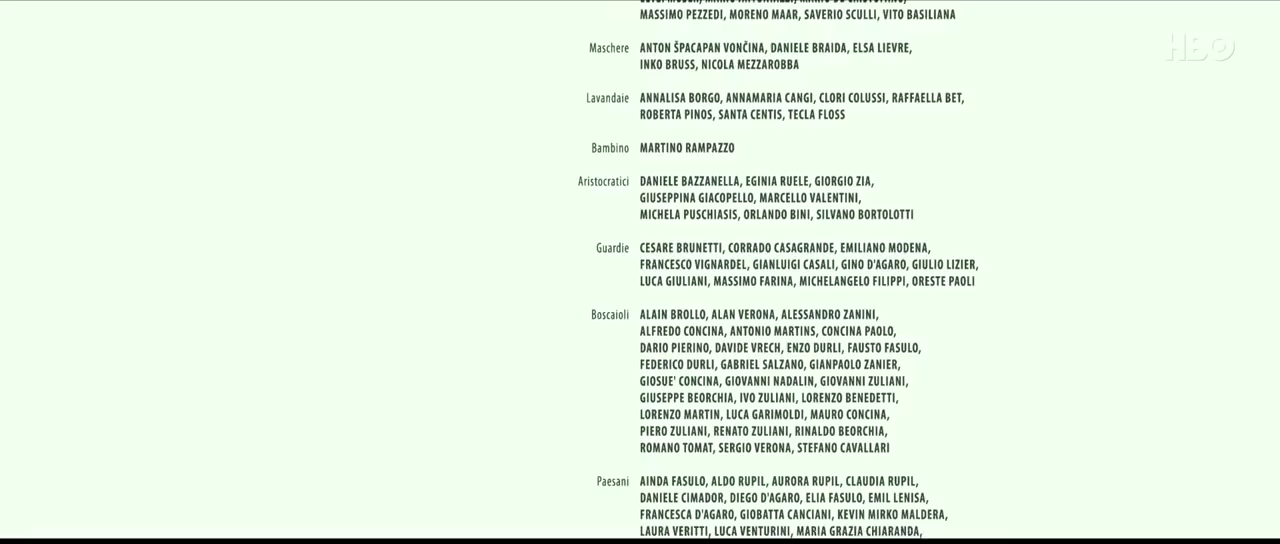 MASSIMO PEZZEDI, MORENO MAAR, SAVERIO SCULLI, VITO BASILIANA
HBO
Maschere ANTON ŠPACAPAN VONČINA, DANIELE BRAIDA, ELSA LIEVRE,
INKO BRUSS, NICOLA MEZZAROBBA
Lavandaie ANNALISA BORGO, ANNAMARIA CANGI, CLORI COLUSSI, RAFFAELLA BET,
ROBERTA PINOS, SANTA CENTIS, TECLA FLOSS
Bambino MARTINO RAMPAZZO
Aristocratici DANIELE BAZZANELLA, EGINIA RUELE, GIORGIO ZIA,
GIUSEPPINA GIACOPELLO, MARCELLO VALENTINI,
MICHELA PUSCHIASIS, ORLANDO BINI, SILVANO BORTOLOTTI
Guardie CESARE BRUNETTI, CORRADO CASAGRANDE, EMILIANO MODENA,
FRANCESCO VIGNARDEL, GIANLUIGI CASALI, GINO D'AGARO, GIULIO LIZIER,
LUCA GIULIANI, MASSIMO FARINA, MICHELANGELO FILIPPI, ORESTE PAOLI
Boscaioli ALAIN BROLLO, ALAN VERONA, ALESSANDRO ZANINI,
ALFREDO CONCINA, ANTONIO MARTINS, CONCINA PAOLO,
DARIO PIERINO, DAVIDE VRECH, ENZO DURLI, FAUSTO FASULO,
FEDERICO DURLI, GABRIEL SALZANO, GIANPAOLO ZANIER,
GIOSUE' CONCINA, GIOVANNI NADALIN, GIOVANNI ZULIANI,
GIUSEPPE BEORCHIA, IVO ZULIANI, LORENZO BENEDETTI,
LORENZO MARTIN, LUCA GARIMOLDI, MAURO CONCINA,
PIERO ZULIANI, RENATO ZULIANI, RINALDO BEORCHIA,
ROMANO TOMAT, SERGIO VERONA, STEFANO CAVALLARI
Paesani AINDA FASULO, ALDO RUPIL, AURORA RUPIL, CLAUDIA RUPIL,
DANIELE CIMADOR, DIEGO D'AGARO, ELIA FASULO, EMIL LENISA,
FRANCESCA D'AGARO, GIOBATTA CANCIANI, KEVIN MIRKO MALDERA,
LAURA VERITTI, LUCA VENTURINI, MARIA GRAZIA CHIARANDA,